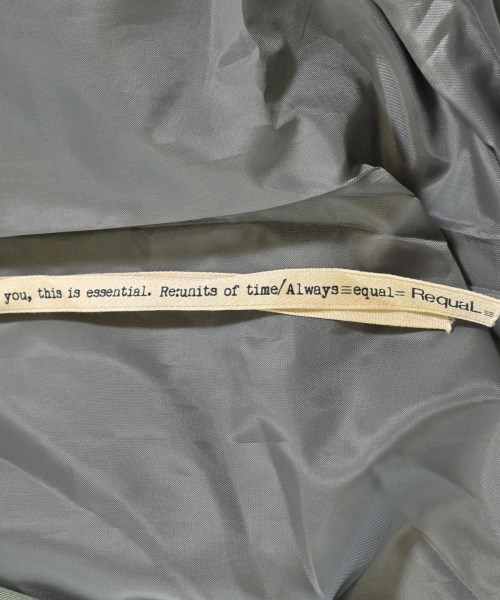 you, this is essential. Re:units of time/Always≡equal= RequaL≡